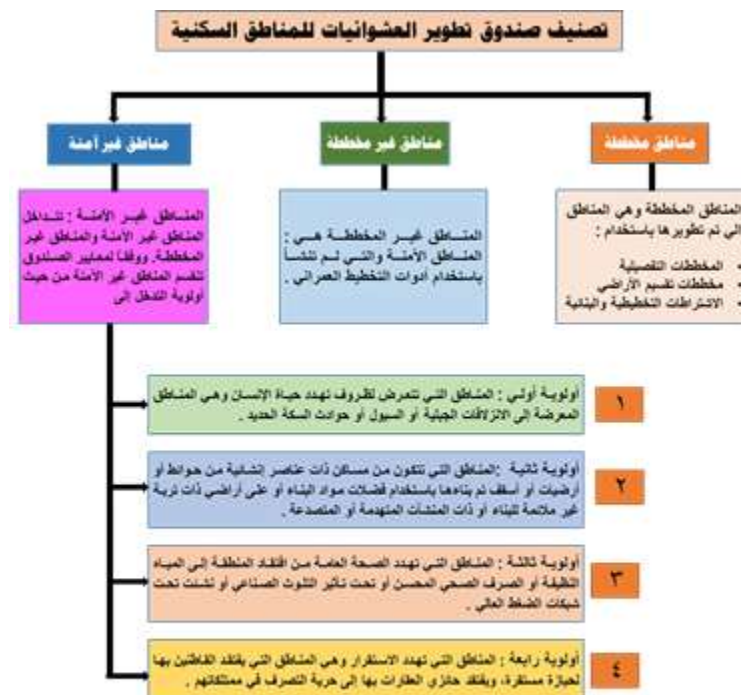 تصنيف صندوق تطوير العشوائيات للمناطق السكنية
مناطق مخططة
مناطق غير مخططة
مناطق غير آمنة
المناطق المخططة وهي المناطق
التي تم تطويرها باستخدام :
• المخططات التفصيلية
• مخططات تقسيم الأراضي
• الاشتراطات التخطيطية والبنائية
المناطق غير المخططة هي :
المناطق الآمنة والتي لم تنشأ
باستخدام أدوات التخطيط العمراني .
المناطق غير الآمنة : تتداخل
المناطق غير الآمنة والمناطق غير
المخططة. ووفقا لمعايير الصندوق
تنقسم المناطق غير الآمنة من حيث
أولوية التدخل إلى
١
أولوية أولي : المناطق التي تتعرض لظروف تهدد حياة الإنسان وهي المناطق
المعرضة إلى الانزلاقات الجبلية أو السيول أو حوادث السكة الحديد .
٢
أولوية ثانية :المناطق التي تتكون من مساكن ذات عناصر إنشائية من حوائط أو
أرضيات أو أسقف تم بناءها باستخدام فضلات مواد البناء أو على أراضي ذات تربة
غير ملائمة للبناء أو ذات المنشآت المتهدمة أو المتصدعة .
٣
أولوية ثالثة : المناطق التي تهدد الصحة العامة من افتقاد المنطقة إلى المياه
النظيفة أو الصرف الصحي المحسن أو تحت تأثير التلوث الصناعي أو نشئت تحت
شبكات الضغط العالي .
٤
أولوية رابعة : المناطق التي تهدد الاستقرار وهي المناطق التي يفتقد القاطنين بها
لحيازة مستقرة، ويفتقد حائزي العقارات بها إلى حرية التصرف في ممتلكاتهم .